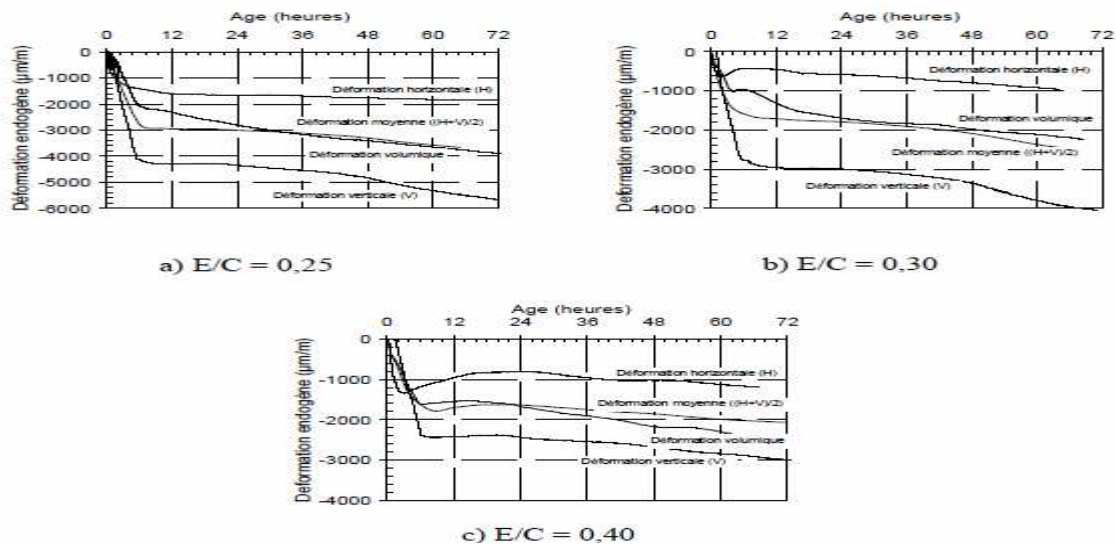 Age (heures)
0 12 24 36 48 60 72
Déformation endogène (µm/m)
0
-1000
-2000
-3000
-4000
-5000
-6000
Déformation horizontale (H)
Déformation moyenne ((H+V)/2)
Déformation volumique
Déformation verticale (V)
a) E/C = 0,25
Age (heures)
0 12 24 36 48 60 72
Déformation endogène (µm/m)
0
-1000
-2000
-3000
-4000
Déformation horizontale (H)
Déformation volumique
Déformation moyenne ((H+V)/2)
Déformation verticale (V)
b) E/C = 0,30
Age (heures)
0 12 24 36 48 60 72
Déformation endogène (µm/m)
0
-1000
-2000
-3000
-4000
Déformation horizontale (H)
Déformation moyenne ((H+V)/2)
Déformation volumique
Déformation verticale (V)
c) E/C = 0,40